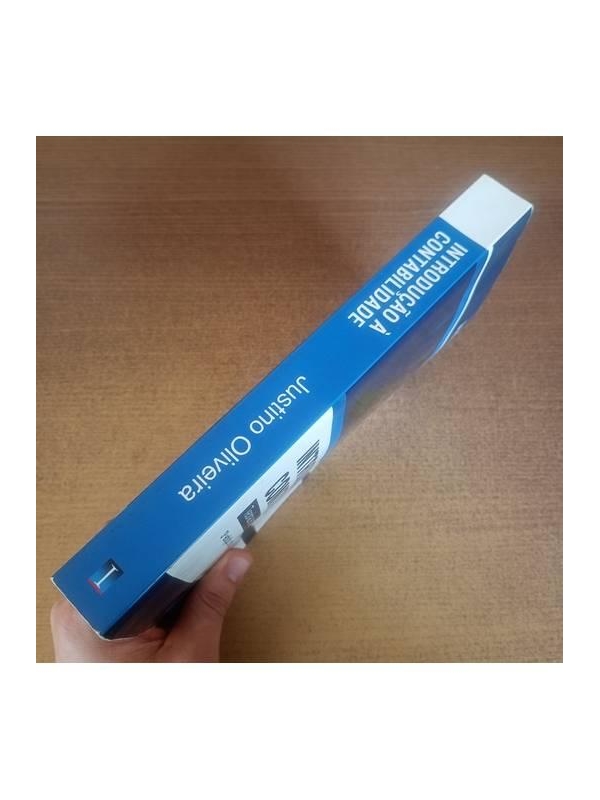 INTRODUÇÃO À
CONTABILIDADE
Justino Oliveira